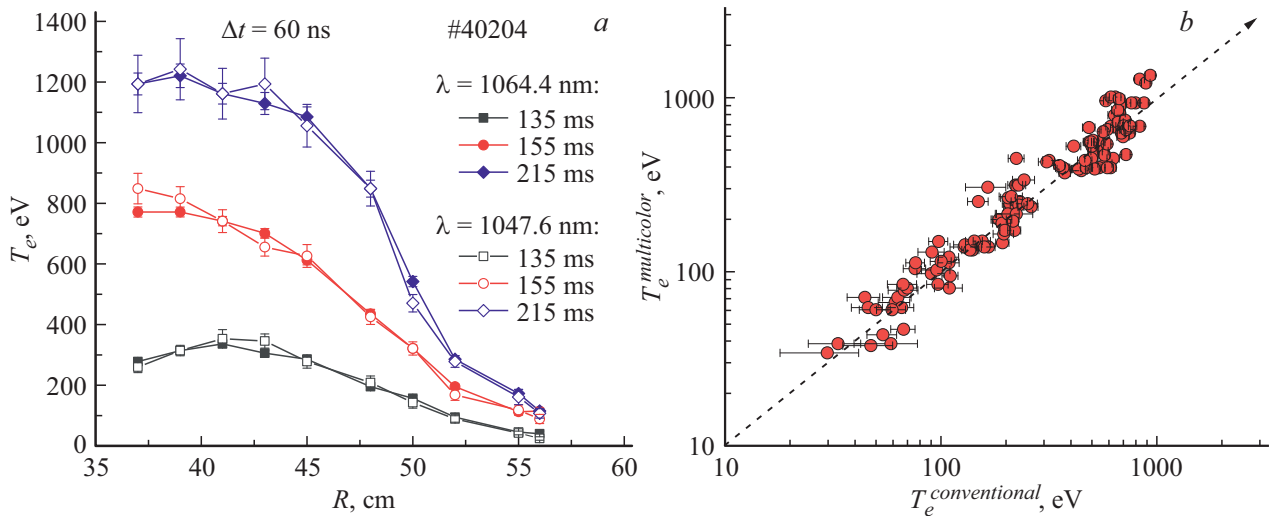 Δt = 60 ns
#40204
a
λ = 1064.4 nm:
135 ms
155 ms
215 ms
λ = 1047.6 nm:
135 ms
155 ms
215 ms
1400
1200
1000
800
600
400
200
0
T_e, eV
35
40
45
50
55
60
R, cm
b
1000
100
10
T_e^multicolor, eV
10
100
1000
T_e^conventional, eV